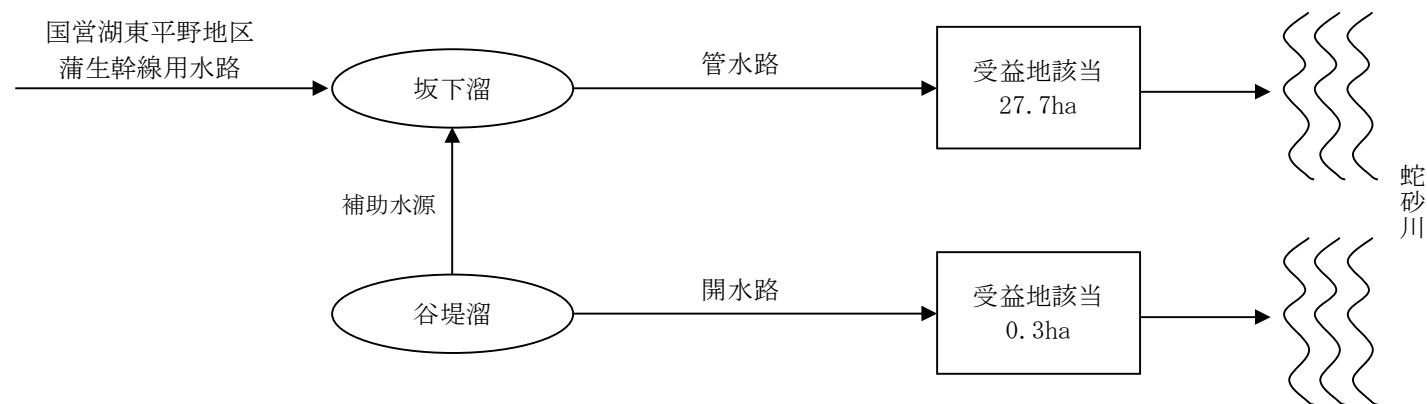 国営湖東平野地区
蒲生幹線用水路
坂下溜
管水路
受益地該当
27.7ha
蛇砂川
補助水源
谷堤溜
開水路
受益地該当
0.3ha